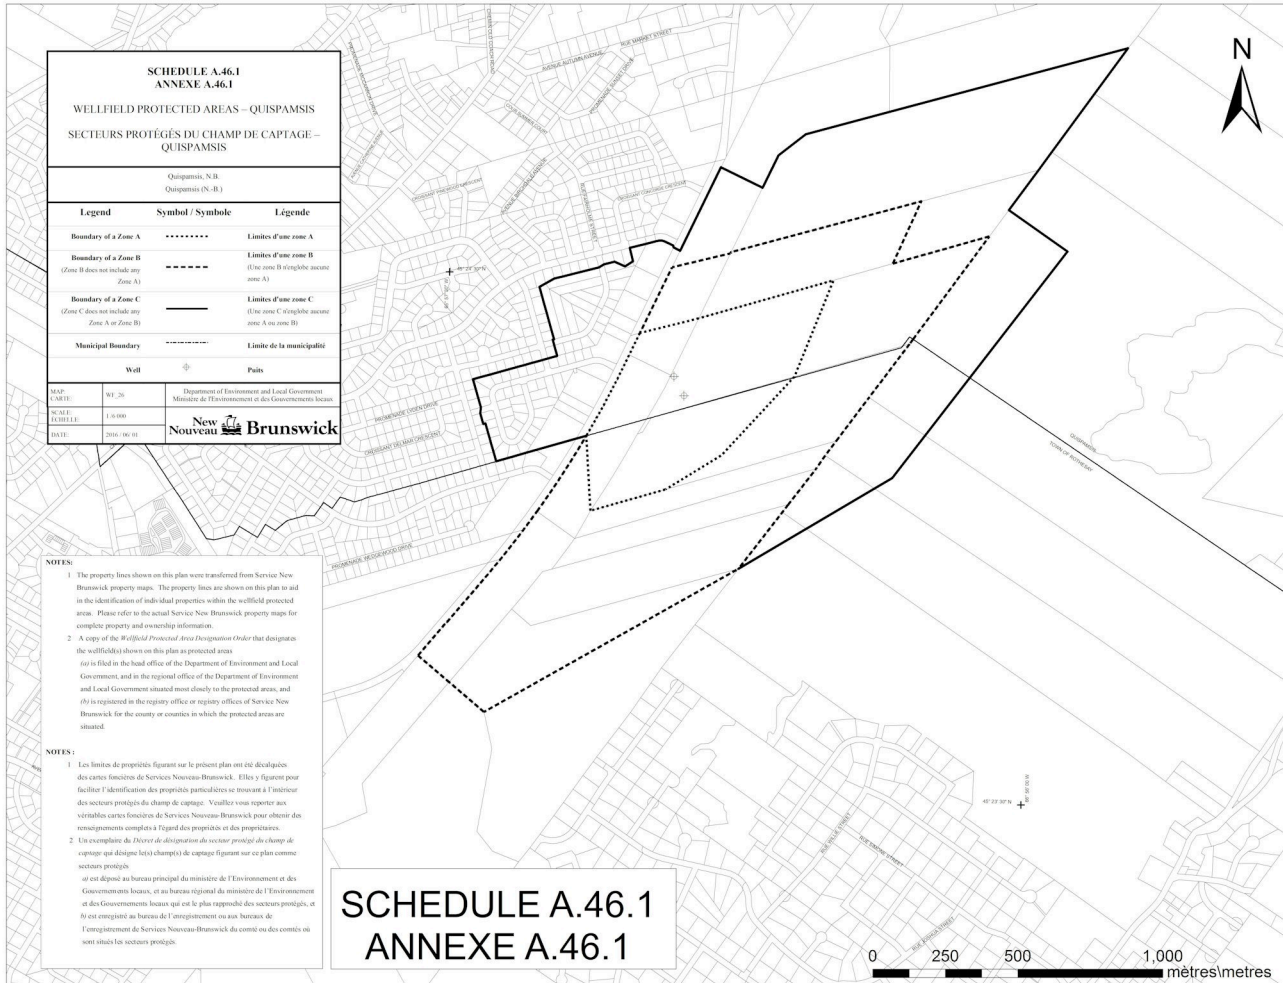 SCHEDULE A.46.1
ANNEXE A.46.1
WELLFIELD PROTECTED AREAS – QUISPAMSIS
SECTEURS PROTÉGÉS DU CHAMP DE CAPTAGE –
QUISPAMSIS
Quispamsis, N.B.
Quispamsis (N.-B.)
Legend Symbol / Symbole Légende
Boundary of a Zone A Limites d'une zone A
Boundary of a Zone B Limites d'une zone B
(Zone B does not include any (Une zone B n'englobe aucune
Zone A) zone A)
Boundary of a Zone C Limites d'une zone C
(Zone C does not include any (Une zone C n'englobe aucune
Zone A or Zone B) zone A ou zone B)
Municipal Boundary Limite de la municipalité
Well Puits
MAP: WF_26 Department of Environment and Local Government
CARTE: Ministère de l'Environnement et des Gouvernements locaux
SCALE:
ÉCHELLE: 1:6 000
DATE: 2016 / 06/ 01
New
Nouveau Brunswick
NOTES:
1 The property lines shown on this plan were transferred from Service New
Brunswick property maps. The property lines are shown on this plan to aid
in the identification of individual properties within the wellfield protected
areas. Please refer to the actual Service New Brunswick property maps for
complete property and ownership information.
2 A copy of the Wellfield Protected Area Designation Order that designates
the wellfield(s) shown on this plan as protected areas
(a) is filed in the head office of the Department of Environment and Local
Government, and in the regional office of the Department of Environment
and Local Government situated most closely to the protected areas, and
(b) is registered in the registry office or registry offices of Service New
Brunswick for the county or counties in which the protected areas are
situated.
NOTES :
1 Les limites de propriétés figurant sur le présent plan ont été décalquées
des cartes foncières de Services Nouveau-Brunswick. Elles y figurent pour
faciliter l'identification des propriétés particulières se trouvant à l'intérieur
des secteurs protégés du champ de captage. Veuillez vous reporter aux
véritables cartes foncières de Services Nouveau-Brunswick pour obtenir des
renseignements complets à l'égard des propriétés et des propriétaires.
2 Un exemplaire du Décret de désignation du secteur protégé du champ de
captage qui désigne le(s) champ(s) de captage figurant sur ce plan comme
secteurs protégés
a) est déposé au bureau principal du ministère de l'Environnement et des
Gouvernements locaux, et au bureau régional du ministère de l'Environnement
et des Gouvernements locaux qui est le plus rapproché des secteurs protégés, et
b) est enregistré au bureau de l'enregistrement ou aux bureaux de
l'enregistrement de Services Nouveau-Brunswick du comté ou des comtés où
sont situés les secteurs protégés.
SCHEDULE A.46.1
ANNEXE A.46.1
N
RUE MARKET STREET
AVENUE AUTUMN AVENUE
QUISPAMSIS
TOWN OF ROTHESAY
45° 23' 30" N
RUE WILLIE STREET
RUE SIMONE STREET
RUE JOSHUA STREET
0 250 500 1,000
mètres\metres